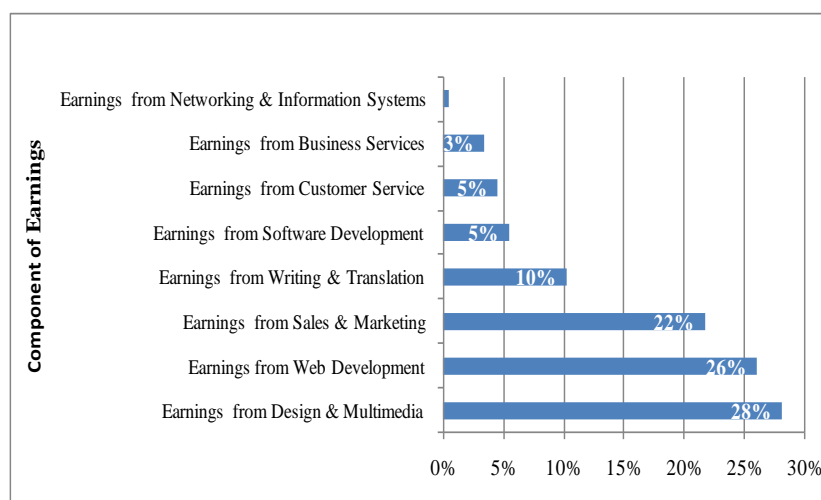 Component of Earnings
Earnings from Networking & Information Systems
Earnings from Business Services
3%
Earnings from Customer Service
5%
Earnings from Software Development
5%
Earnings from Writing & Translation
10%
Earnings from Sales & Marketing
22%
Earnings from Web Development
26%
Earnings from Design & Multimedia
28%
0% 5% 10% 15% 20% 25% 30%